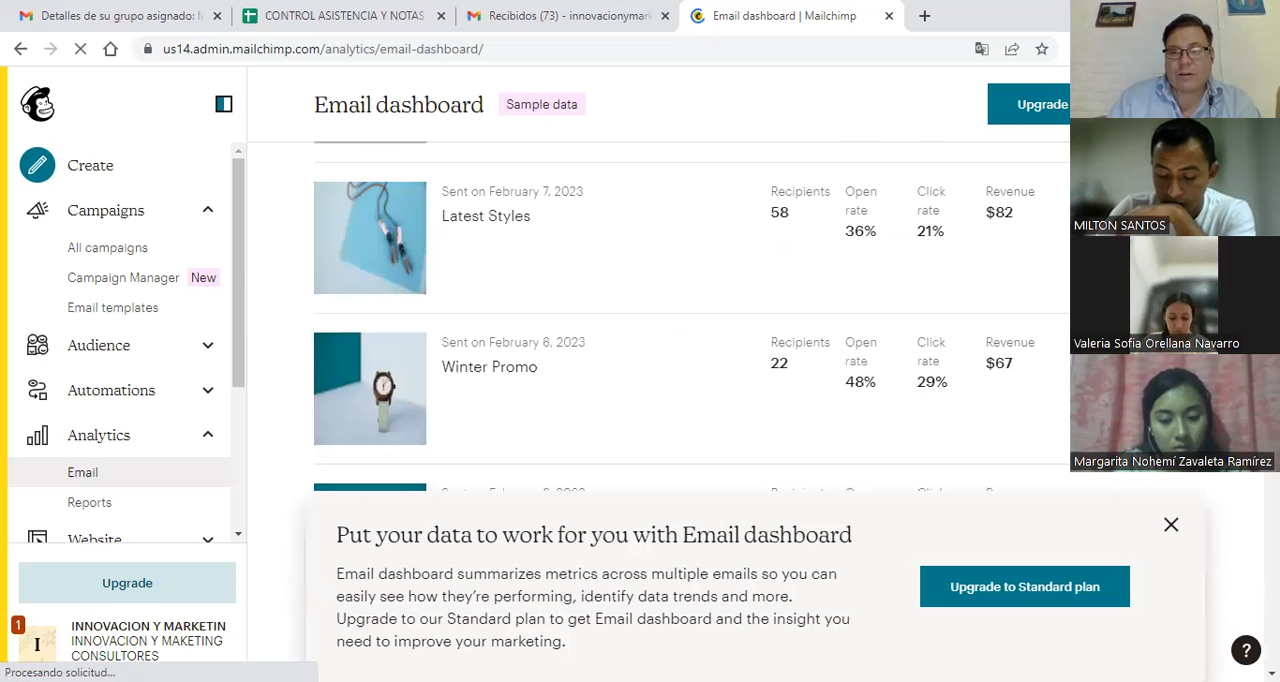 Detalles de su grupo asignado: M
CONTROL ASISTENCIA Y NOTAS
Recibidos (73) - innovacionymark
Email dashboard | Mailchimp
us14.admin.mailchimp.com/analytics/email-dashboard/
Email dashboard
Sample data
Upgrade
Create
Campaigns
All campaigns
Campaign Manager New
Email templates
Audience
Automations
Analytics
Email
Reports
Website
Upgrade
1
I
INNOVACION Y MARKETIN
INNOVACION Y MAKETING
CONSULTORES
Procesando solicitud...
Sent on February 7, 2023
Latest Styles
Recipients
58
Open
rate
36%
Click
rate
21%
Revenue
$82
Sent on February 6, 2023
Winter Promo
Recipients
22
Open
rate
48%
Click
rate
29%
Revenue
$67
Put your data to work for you with Email dashboard
Email dashboard summarizes metrics across multiple emails so you can
easily see how they're performing, identify data trends and more.
Upgrade to our Standard plan to get Email dashboard and the insight you
need to improve your marketing.
Upgrade to Standard plan
?
MILTON SANTOS
Valeria Sofia Orellana Navarro
Margarita Nohemí Zavaleta Ramírez